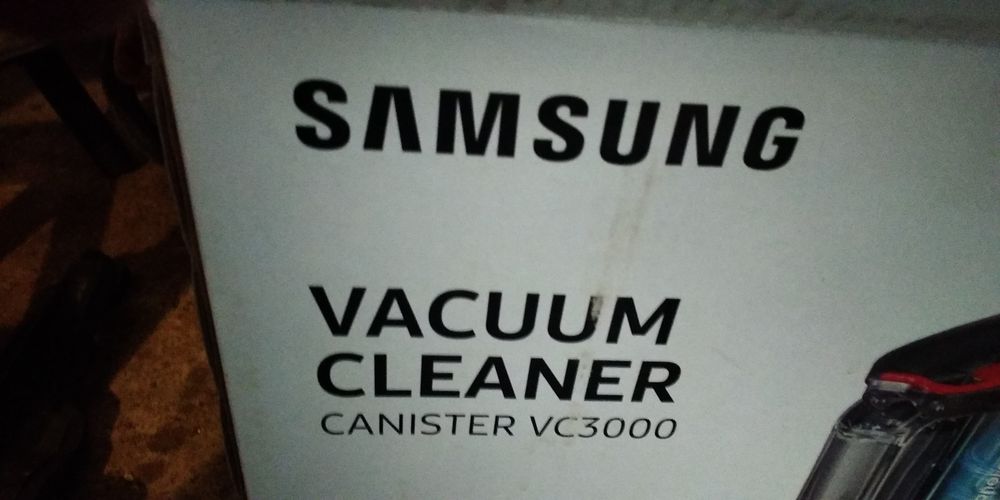 SAMSUNG
VACUUM
CLEANER
CANISTER VC3000